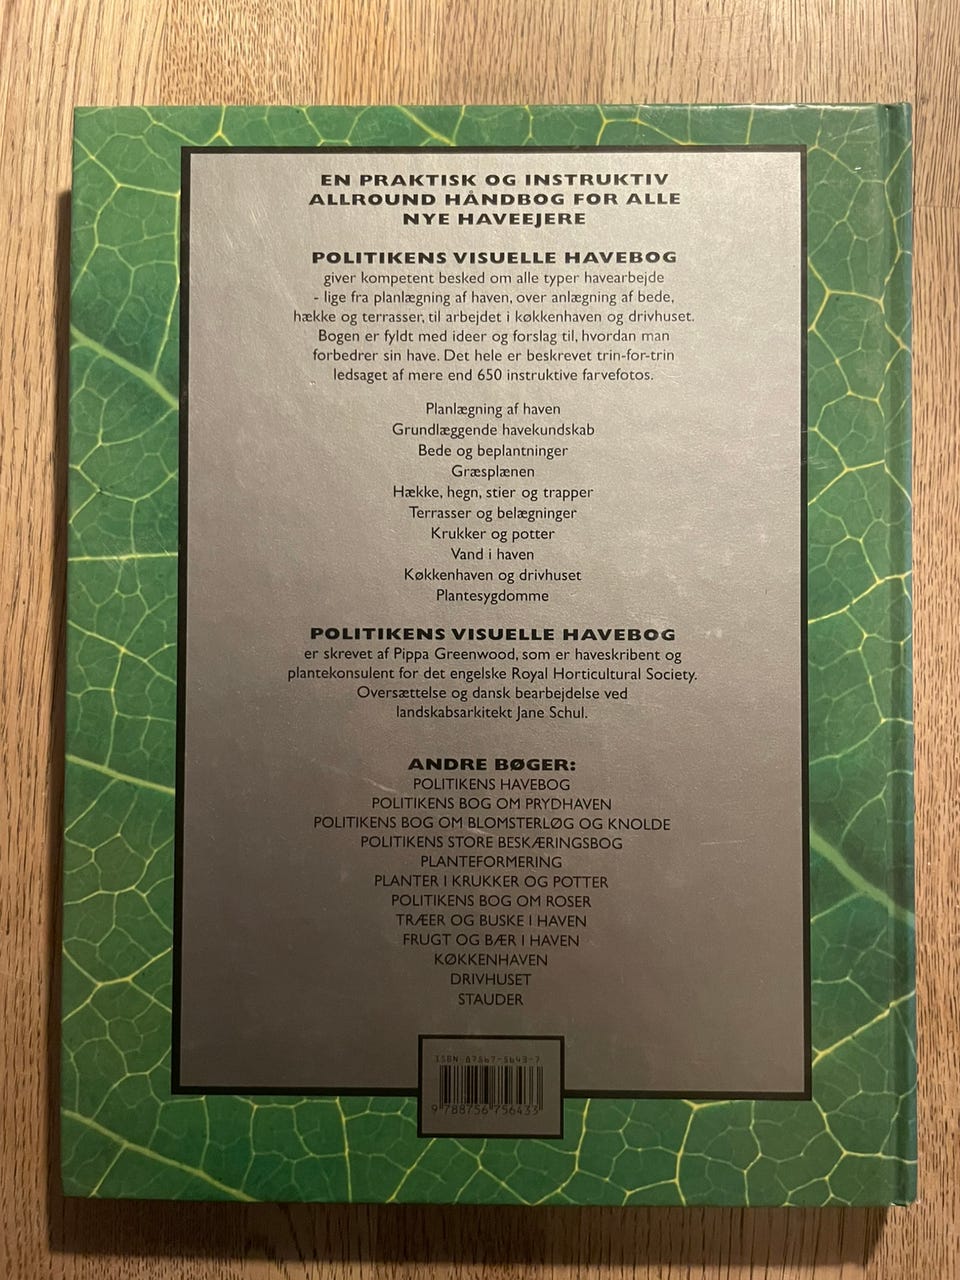 EN PRAKTISK OG INSTRUKTIV
ALLROUND HÅNDBOG FOR ALLE
NYE HAVEEJERE
POLITIKENS VISUELLE HAVEBOG
giver kompetent besked om alle typer havearbejde
- lige fra planlægning af haven, over anlægning af bede,
hække og terrasser, til arbejdet i køkkenhaven og drivhuset.
Bogen er fyldt med ideer og forslag til, hvordan man
forbedrer sin have. Det hele er beskrevet trin-for-trin
ledsaget af mere end 650 instruktive farvefotos.
Planlægning af haven
Grundlæggende havekundskab
Bede og beplantninger
Græsplænen
Hække, hegn, stier og trapper
Terrasser og belægninger
Krukker og potter
Vand i haven
Køkkenhaven og drivhuset
Plantesygdomme
POLITIKENS VISUELLE HAVEBOG
er skrevet af Pippa Greenwood, som er haveskribent og
plantekonsulent for det engelske Royal Horticultural Society.
Oversættelse og dansk bearbejdelse ved
landskabsarkitekt Jane Schul.
ANDRE BØGER:
POLITIKENS HAVEBOG
POLITIKENS BOG OM PRYDHAVEN
POLITIKENS BOG OM BLOMSTERLØG OG KNOLDE
POLITIKENS STORE BESKÆRINGSBOG
PLANTEFORMERING
PLANTER I KRUKKER OG POTTER
POLITIKENS BOG OM ROSER
TRÆER OG BUSKE I HAVEN
FRUGT OG BÆR I HAVEN
KØKKENHAVEN
DRIVHUSET
STAUDER
ISBN 87567-5643-7
9 788756 756433